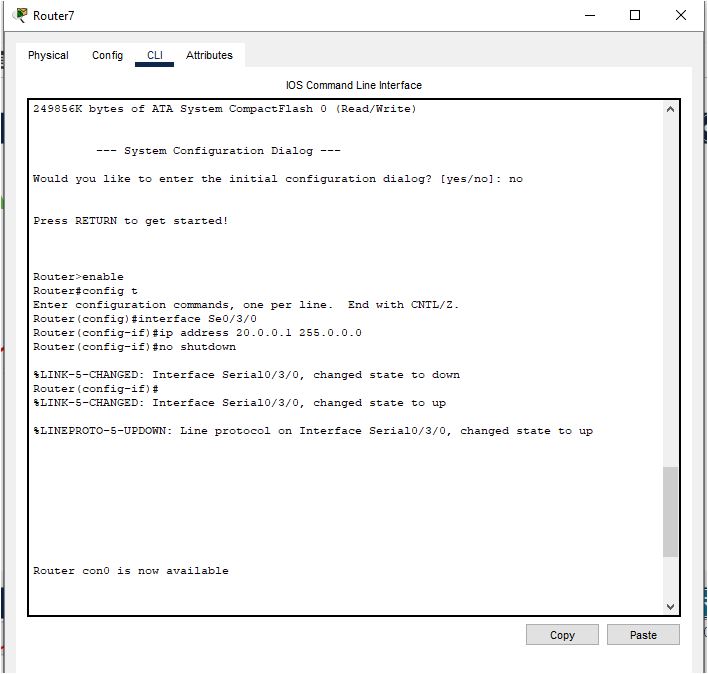 Router7
Physical Config CLI Attributes
IOS Command Line Interface
249856K bytes of ATA System CompactFlash 0 (Read/Write)
--- System Configuration Dialog ---
Would you like to enter the initial configuration dialog? [yes/no]: no
Press RETURN to get started!
Router>enable
Router#config t
Enter configuration commands, one per line.  End with CNTL/Z.
Router(config)#interface Se0/3/0
Router(config-if)#ip address 20.0.0.1 255.0.0.0
Router(config-if)#no shutdown
%LINK-5-CHANGED: Interface Serial0/3/0, changed state to down
Router(config-if)#
%LINK-5-CHANGED: Interface Serial0/3/0, changed state to up
%LINEPROTO-5-UPDOWN: Line protocol on Interface Serial0/3/0, changed state to up
Router con0 is now available
Copy Paste